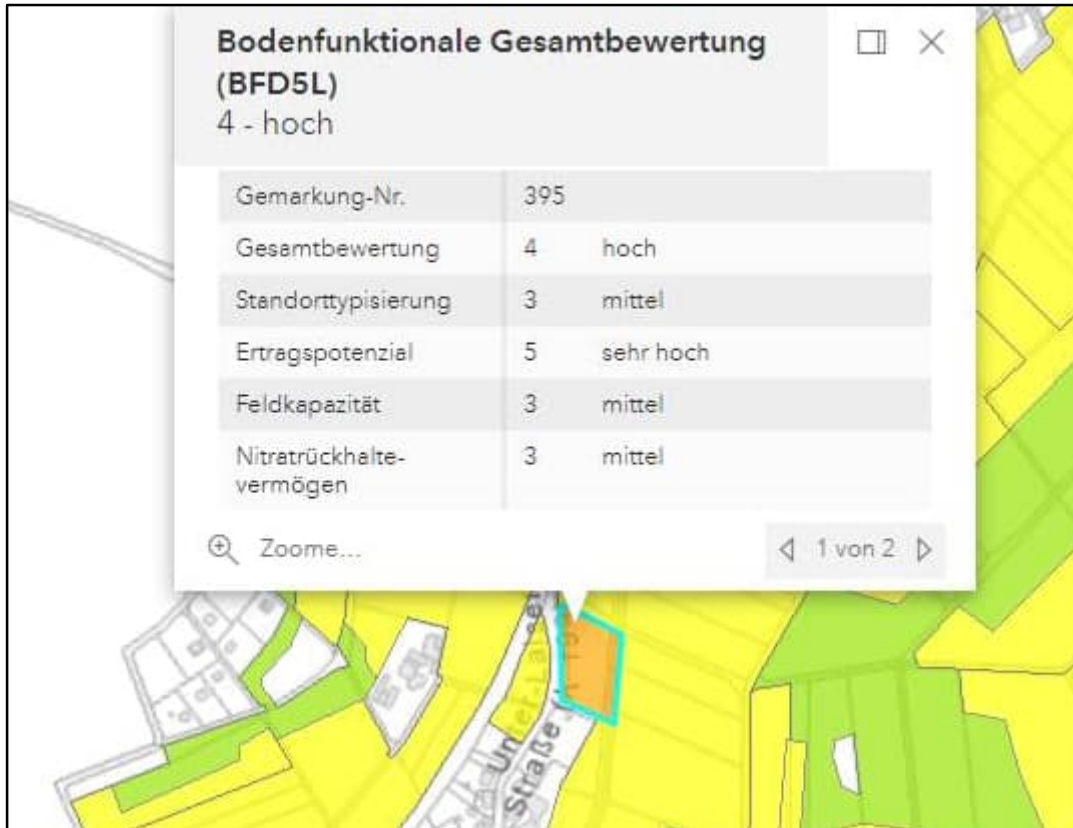 Bodenfunktionale Gesamtbewertung
(BFD5L)
4 - hoch
Gemarkung-Nr. 395
Gesamtbewertung 4 hoch
Standorttypisierung 3 mittel
Ertragspotenzial 5 sehr hoch
Feldkapazität 3 mittel
Nitratrückhalte- 3 mittel
vermögen
Zoome...
1 von 2
Straße